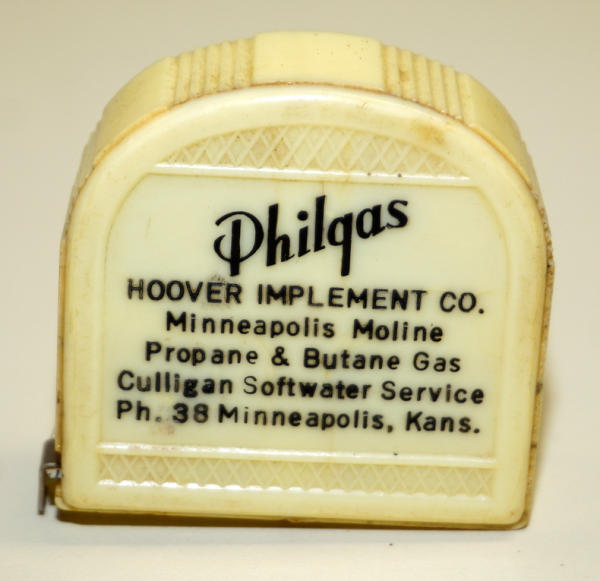 Philgas
HOOVER IMPLEMENT CO.
Minneapolis Moline
Propane & Butane Gas
Culligan Softwater Service
Ph. 38 Minneapolis, Kans.